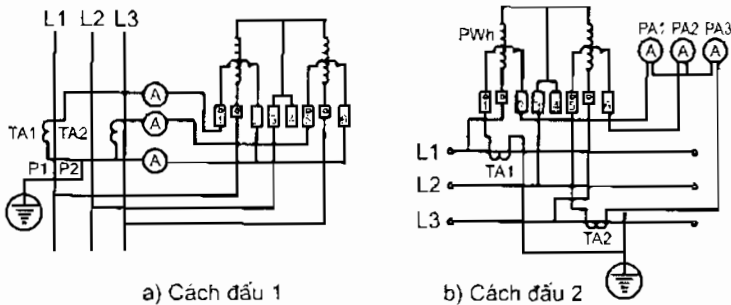 L1 L2 L3
A
A
A
TA1 TA2
P1 P2
a) Cách đấu 1
PWh
PA1 PA2 PA3
A A A
L1
TA1
L2
L3
TA2
b) Cách đấu 2